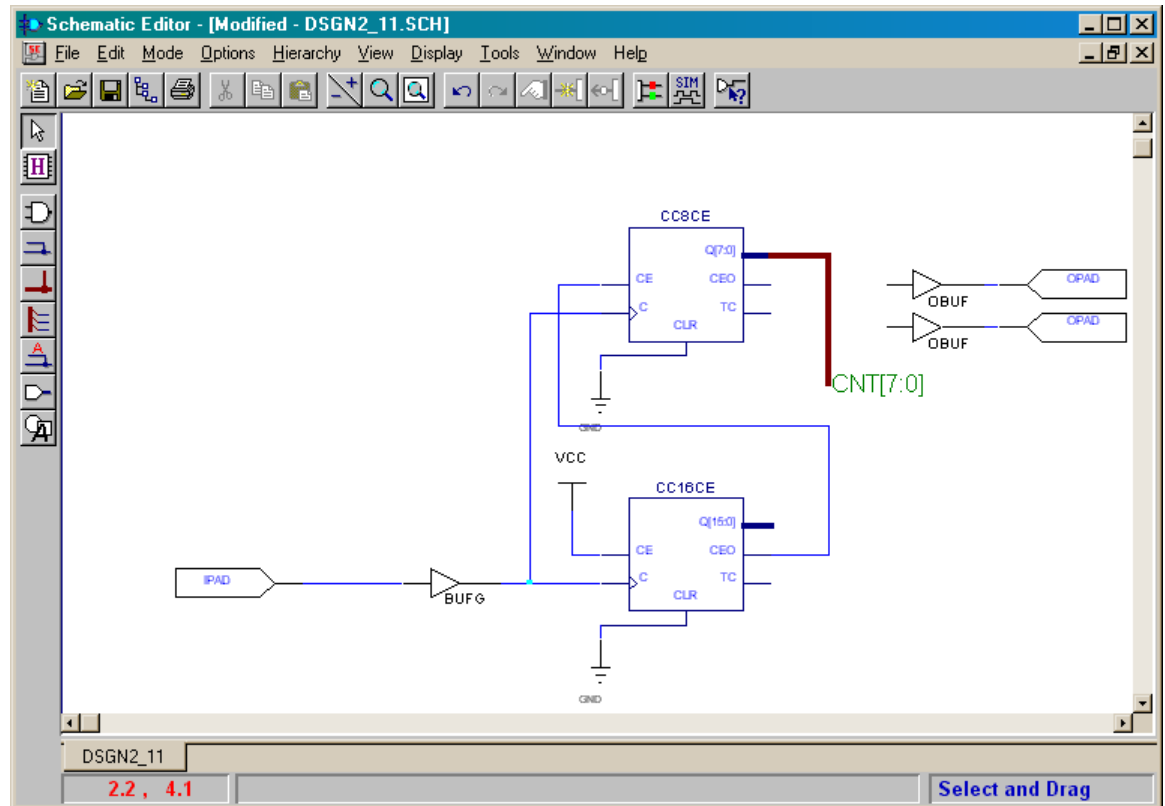 Schematic Editor - [Modified - DSGN2_11.SCH]
File Edit Mode Options Hierarchy View Display Tools Window Help
SIM
H
A
A
CC8CE
Q[7:0]
CE
CEO
C
TC
CLR
GND
CNT[7:0]
OBUF
OPAD
OBUF
OPAD
VCC
CC16CE
Q[15:0]
CE
CEO
C
TC
CLR
GND
IPAD
BUFG
DSGN2_11
2.2 , 4.1
Select and Drag